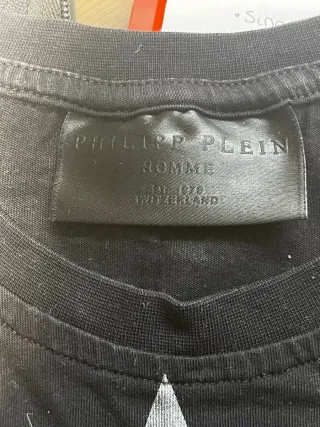 PHILIPP PLEIN
HOMME
EST. 1978
SWITZERLAND